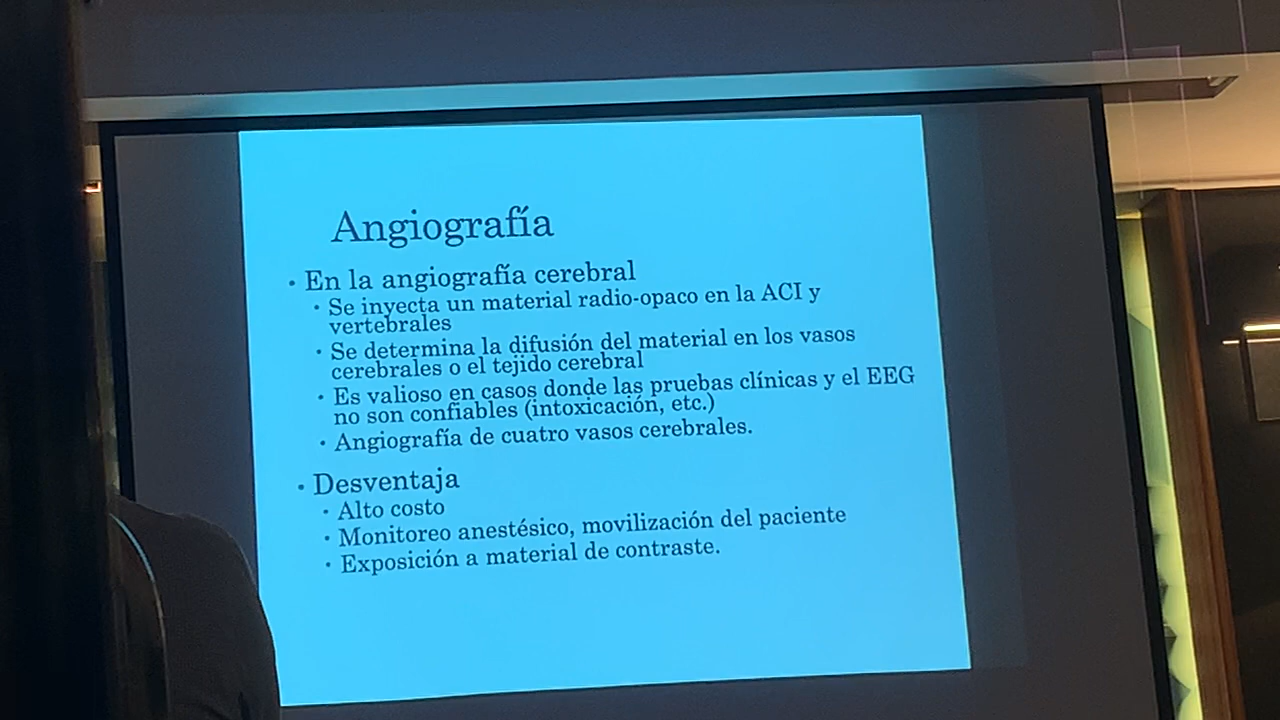 Angiografía
• En la angiografía cerebral
• Se inyecta un material radio-opaco en la ACI y
vertebrales
• Se determina la difusión del material en los vasos
cerebrales o el tejido cerebral
• Es valioso en casos donde las pruebas clínicas y el EEG
no son confiables (intoxicación, etc.)
• Angiografía de cuatro vasos cerebrales.
• Desventaja
• Alto costo
• Monitoreo anestésico, movilización del paciente
• Exposición a material de contraste.